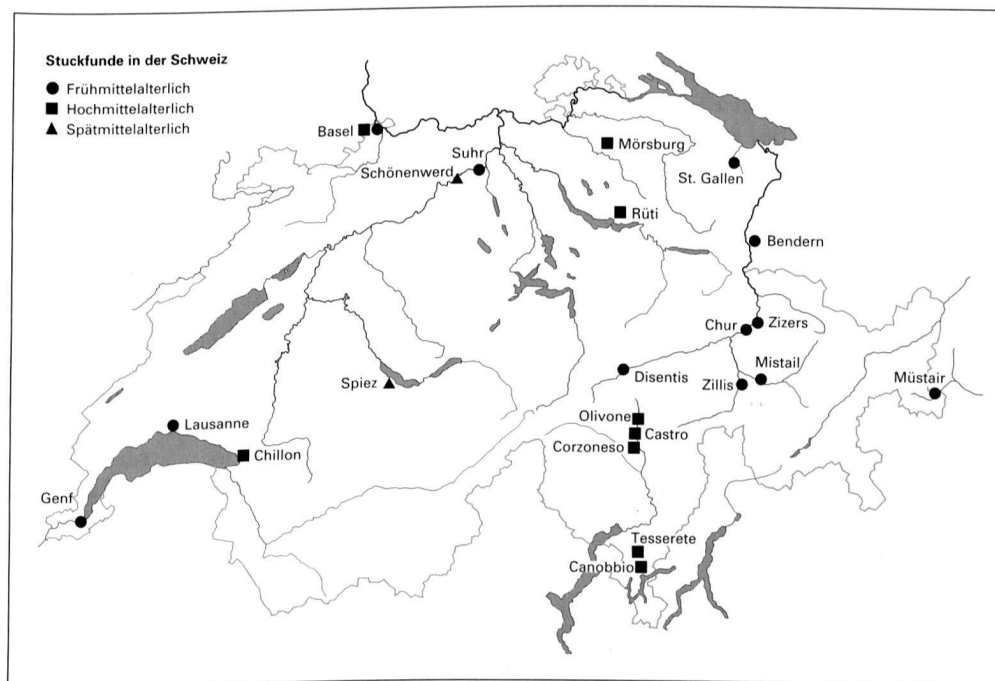 Stuckfunde in der Schweiz
Frühmittelalterlich
Hochmittelalterlich
Spätmittelalterlich
Basel
Mörsburg
Suhr
Schönenwerd
St. Gallen
Rüti
Bendern
Chur
Zizers
Disentis
Mistail
Zillis
Spiez
Müstair
Olivone
Lausanne
Castro
Corzoneso
Chillon
Genf
Tesserete
Canobbio